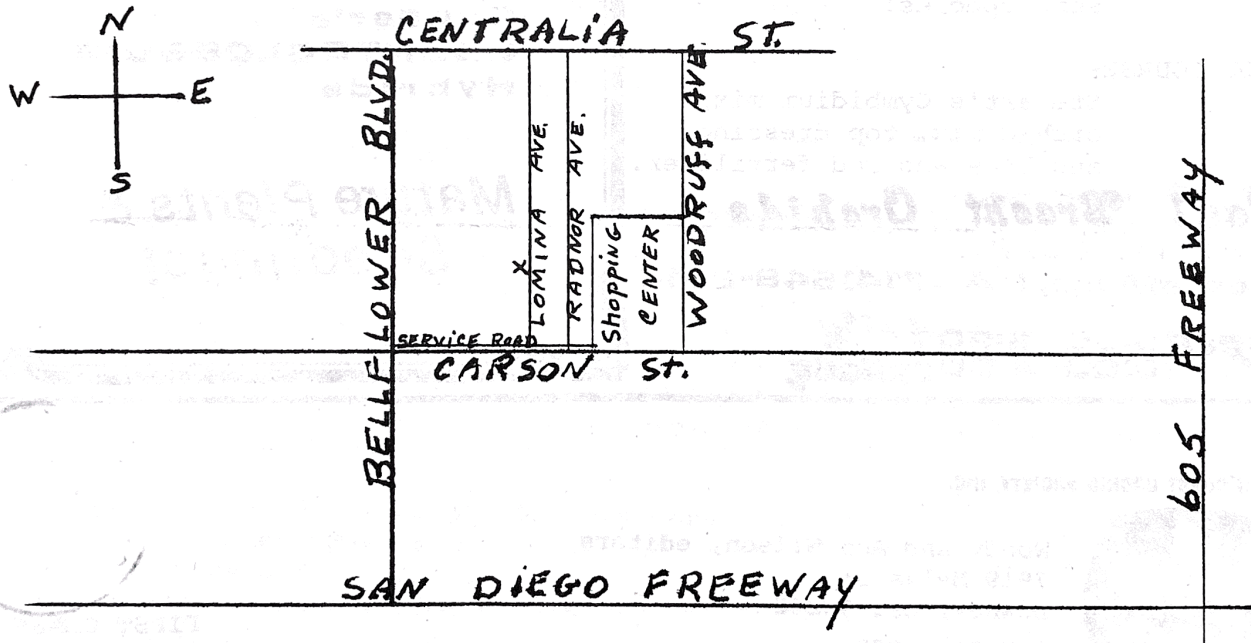 N
W E
S
CENTRALiA ST.
BELLFLOWER BLVD.
LOMINA AVE.
X
RADNOR AVE.
WOODRUFF AVE.
Shopping
CENTER
SERViCE ROAD
CARSON St.
605 FREEWAY
SAN DiEGO FREEWAY
editors